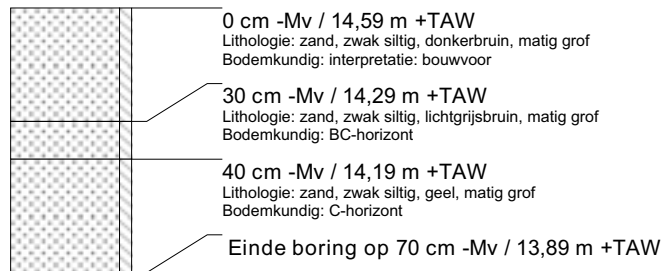 0 cm -Mv / 14,59 m +TAW
Lithologie: zand, zwak siltig, donkerbruin, matig grof
Bodemkundig: interpretatie: bouwvoor
30 cm -Mv / 14,29 m +TAW
Lithologie: zand, zwak siltig, lichtgrijsbruin, matig grof
Bodemkundig: BC-horizont
40 cm -Mv / 14,19 m +TAW
Lithologie: zand, zwak siltig, geel, matig grof
Bodemkundig: C-horizont
Einde boring op 70 cm -Mv / 13,89 m +TAW